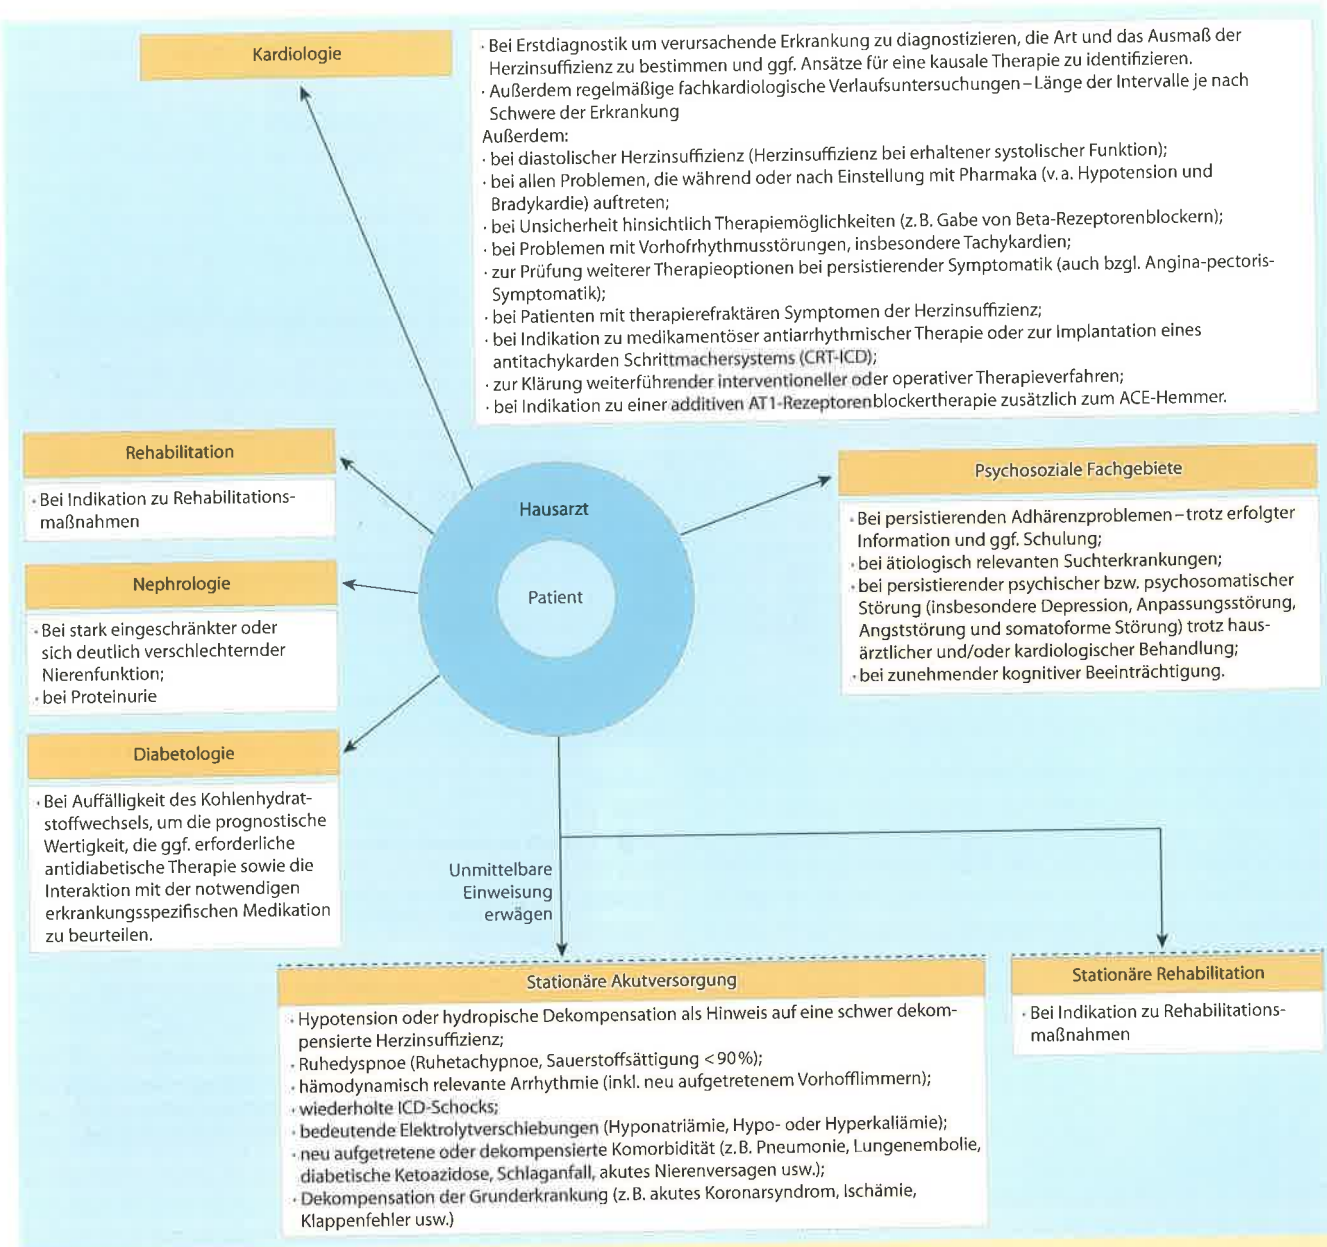 Kardiologie
· Bei Erstdiagnostik um verursachende Erkrankung zu diagnostizieren, die Art und das Ausmaß der
Herzinsuffizienz zu bestimmen und ggf. Ansätze für eine kausale Therapie zu identifizieren.
· Außerdem regelmäßige fachkardiologische Verlaufsuntersuchungen – Länge der Intervalle je nach
Schwere der Erkrankung
Außerdem:
· bei diastolischer Herzinsuffizienz (Herzinsuffizienz bei erhaltener systolischer Funktion);
· bei allen Problemen, die während oder nach Einstellung mit Pharmaka (v. a. Hypotension und
Bradykardie) auftreten;
· bei Unsicherheit hinsichtlich Therapiemöglichkeiten (z. B. Gabe von Beta-Rezeptorenblockern);
· bei Problemen mit Vorhofrhythmusstörungen, insbesondere Tachykardien;
· zur Prüfung weiterer Therapieoptionen bei persistierender Symptomatik (auch bzgl. Angina-pectoris-
Symptomatik);
· bei Patienten mit therapierefraktären Symptomen der Herzinsuffizienz;
· bei Indikation zu medikamentöser antiarrhythmischer Therapie oder zur Implantation eines
antitachykarden Schrittmachersystems (CRT-ICD);
· zur Klärung weiterführender interventioneller oder operativer Therapieverfahren;
· bei Indikation zu einer additiven AT1-Rezeptorenblockertherapie zusätzlich zum ACE-Hemmer.
Rehabilitation
· Bei Indikation zu Rehabilitations-
maßnahmen
Nephrologie
· Bei stark eingeschränkter oder
sich deutlich verschlechternder
Nierenfunktion;
· bei Proteinurie
Diabetologie
· Bei Auffälligkeit des Kohlenhydrat-
stoffwechsels, um die prognostische
Wertigkeit, die ggf. erforderliche
antidiabetische Therapie sowie die
Interaktion mit der notwendigen
erkrankungsspezifischen Medikation
zu beurteilen.
Hausarzt
Patient
Psychosoziale Fachgebiete
· Bei persistierenden Adhärenzproblemen – trotz erfolgter
Information und ggf. Schulung;
· bei ätiologisch relevanten Suchterkrankungen;
· bei persistierender psychischer bzw. psychosomatischer
Störung (insbesondere Depression, Anpassungsstörung,
Angststörung und somatoforme Störung) trotz haus-
ärztlicher und/oder kardiologischer Behandlung;
· bei zunehmender kognitiver Beeinträchtigung.
Unmittelbare
Einweisung
erwägen
Stationäre Akutversorgung
· Hypotension oder hydropische Dekompensation als Hinweis auf eine schwer dekom-
pensierte Herzinsuffizienz;
· Ruhedyspnoe (Ruhetachypnoe, Sauerstoffsättigung < 90 %);
· hämodynamisch relevante Arrhythmie (inkl. neu aufgetretenem Vorhofflimmern);
· wiederholte ICD-Schocks;
· bedeutende Elektrolytverschiebungen (Hyponatriämie, Hypo- oder Hyperkaliämie);
· neu aufgetretene oder dekompensierte Komorbidität (z. B. Pneumonie, Lungenembolie,
diabetische Ketoazidose, Schlaganfall, akutes Nierenversagen usw.);
· Dekompensation der Grunderkrankung (z. B. akutes Koronarsyndrom, Ischämie,
Klappenfehler usw.)
Stationäre Rehabilitation
· Bei Indikation zu Rehabilitations-
maßnahmen